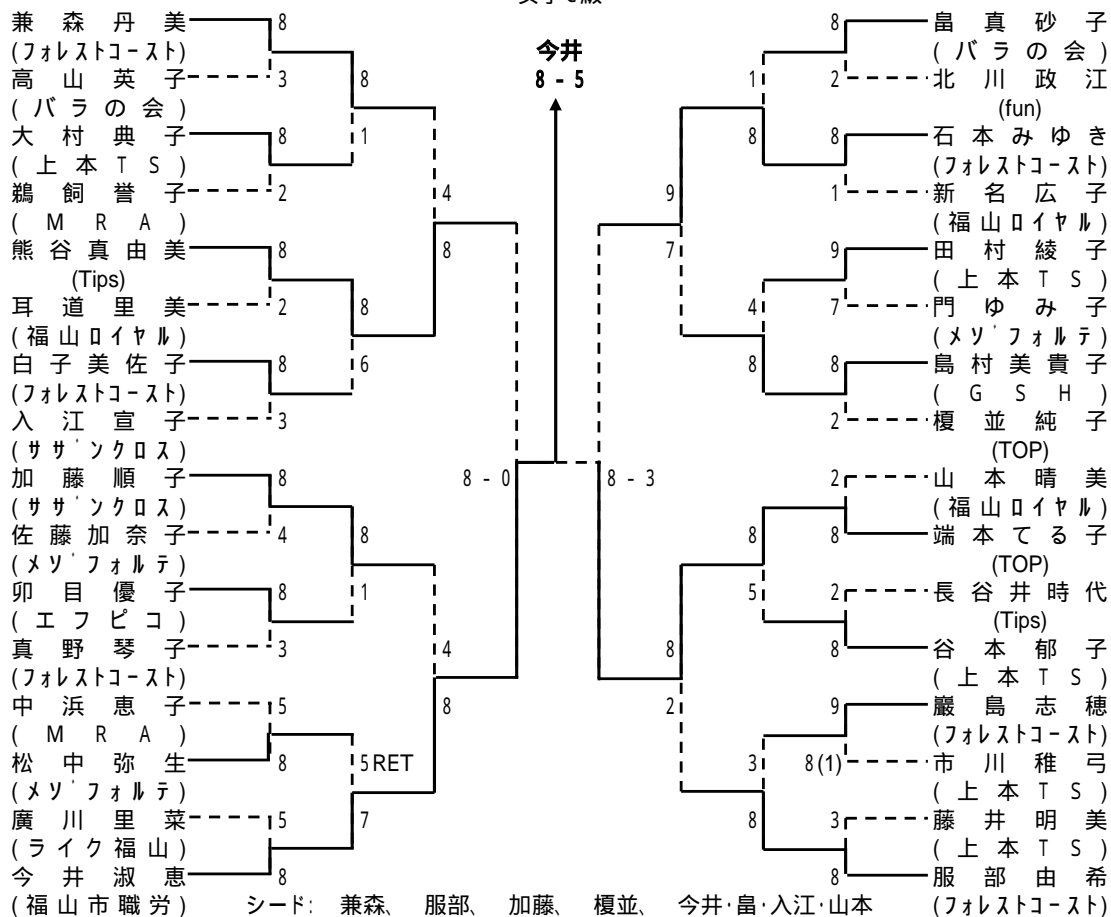 兼森丹美 8
(フォレストコースト)
高山英子 3
(バラの会)
8
大村典子 8
(上本TS)
1
鵜飼誉子 2
(MRA)
4
熊谷真由美 8
(Tips)
8
耳道里美 2
(福山ロイヤル)
8
白子美佐子 8
(フォレストコースト)
6
入江宣子 3
(サザンクロス)
加藤順子 8
(サザンクロス)
8-0
佐藤加奈子 4
(メゾフォルテ)
8
卯目優子 8
(エフピコ)
1
真野琴子 3
(フォレストコースト)
4
中浜恵子 5
(MRA)
8
松中弥生 8
(メゾフォルテ)
5RET
廣川里菜 5
(ライク福山)
7
今井淑恵 8
(福山市職労)
今井
8-5
8 畠真砂子
(バラの会)
1
2 北川政江
(fun)
8
8 石本みゆき
(フォレストコースト)
1 新名広子
(福山ロイヤル)
9
7
9 田村綾子
(上本TS)
4
7 門ゆみ子
(メゾフォルテ)
8
8 島村美貴子
(GSH)
2 榎並純子
(TOP)
8-3
2 山本晴美
(福山ロイヤル)
8
8 端本てる子
(TOP)
5
2 長谷井時代
(Tips)
8 谷本郁子
(上本TS)
8
2
9 巖島志穂
(フォレストコースト)
3
8(1) 市川稚弓
(上本TS)
8
3 藤井明美
(上本TS)
8 服部由希
(フォレストコースト)
シード: 兼森、 服部、 加藤、 榎並、 今井・畠・入江・山本